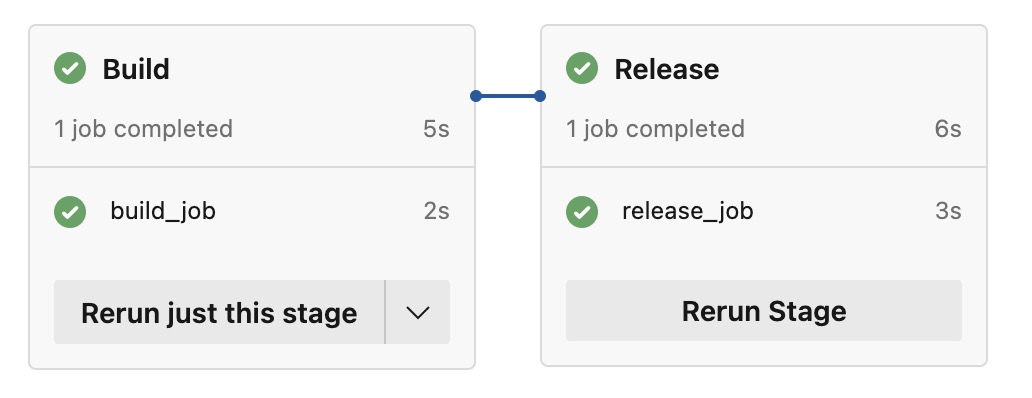 Build
1 job completed 5s
build_job 2s
Rerun just this stage
Release
1 job completed 6s
release_job 3s
Rerun Stage